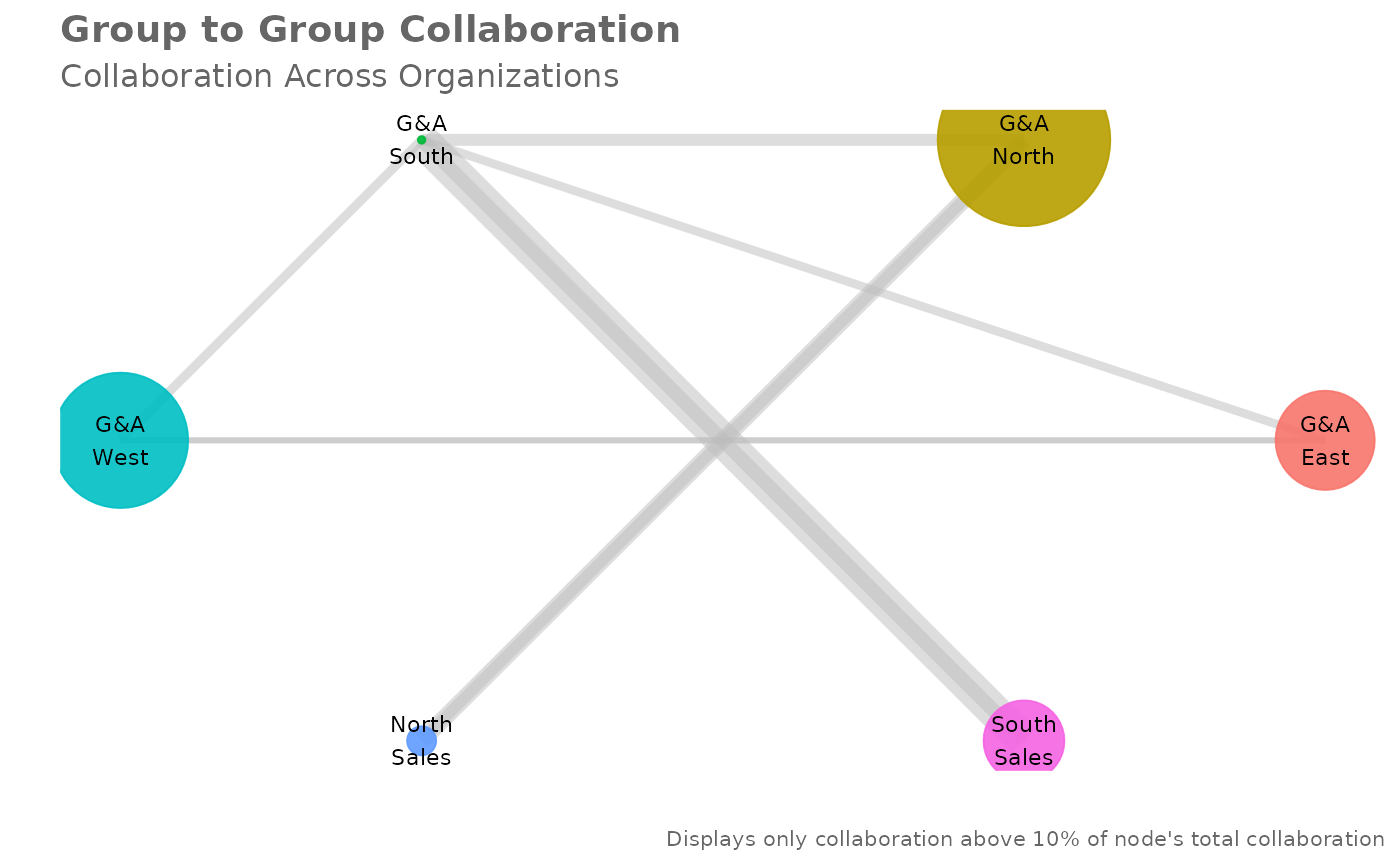 Group to Group Collaboration
Collaboration Across Organizations
G&A
South
G&A
North
G&A
West
G&A
East
North
Sales
South
Sales
Displays only collaboration above 10% of node's total collaboration